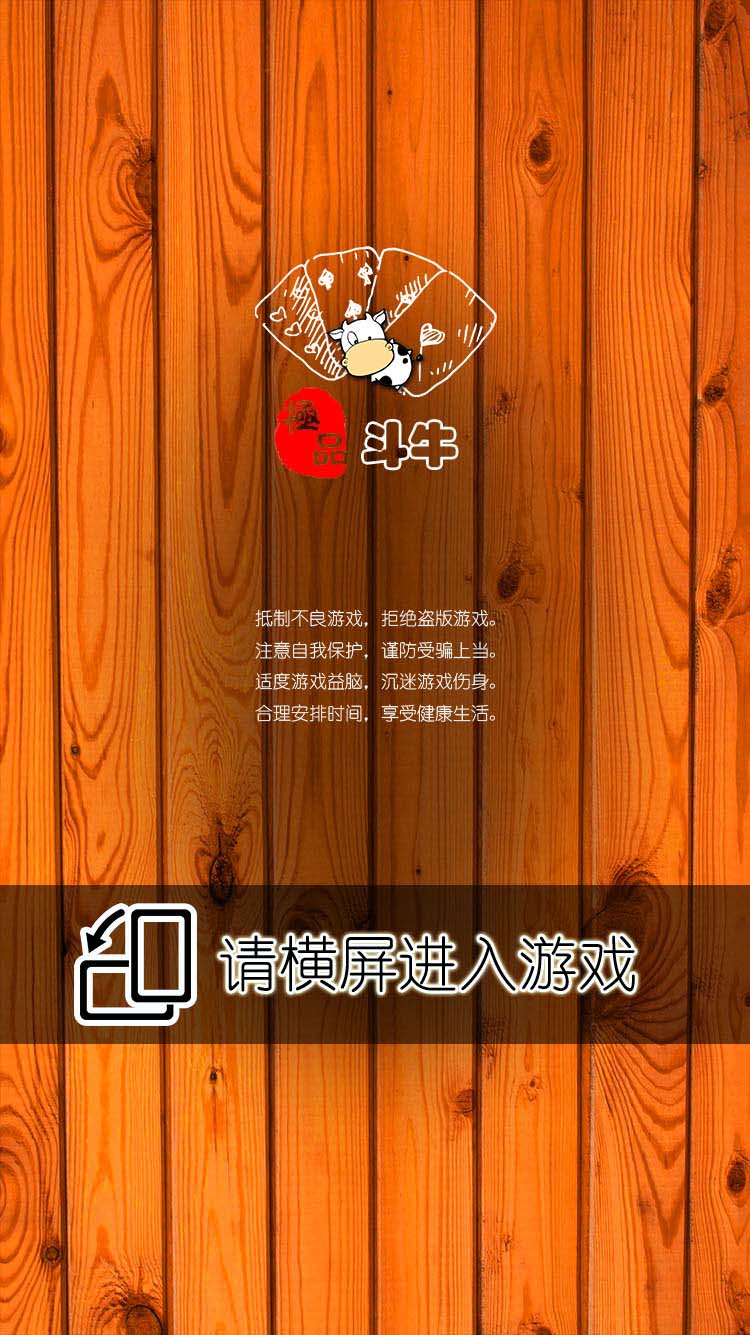 極品 斗牛
抵制不良游戏，拒绝盗版游戏。
注意自我保护，谨防受骗上当。
适度游戏益脑，沉迷游戏伤身。
合理安排时间，享受健康生活。
请横屏进入游戏